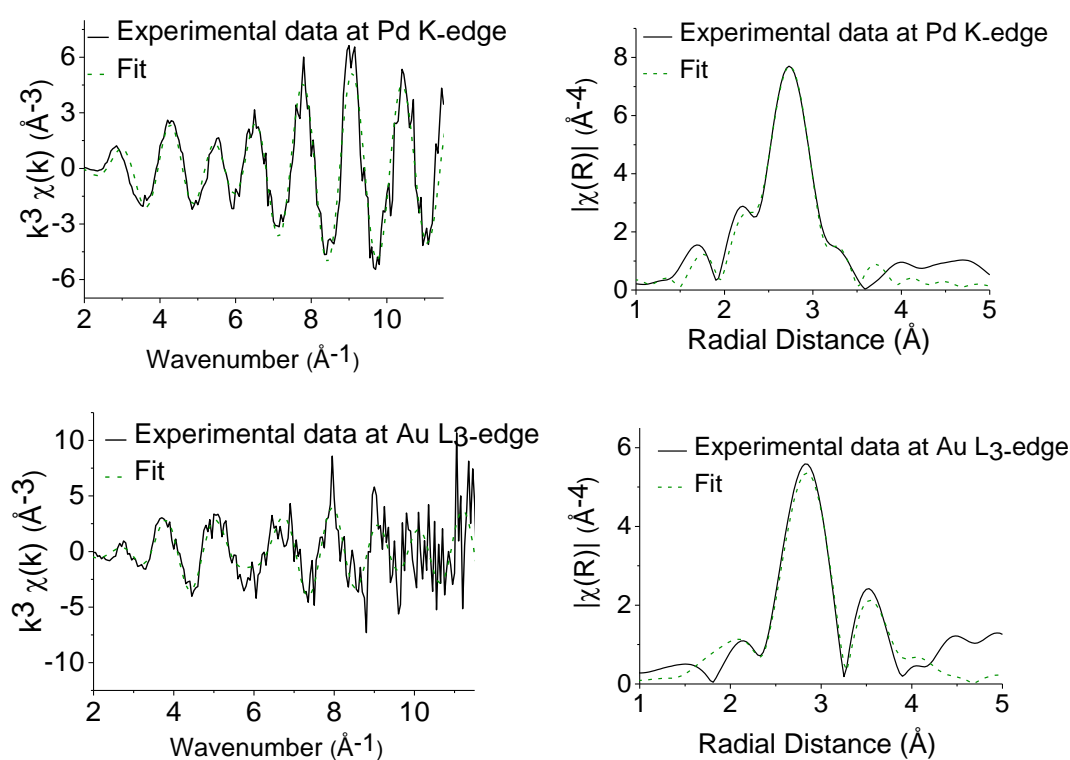 Experimental data at Pd K-edge
Fit
k3 χ(k) (Å-3)
6
3
0
-3
-6
2
4
6
8
10
Wavenumber (Å-1)
Experimental data at Pd K-edge
Fit
|χ(R)| (Å-4)
8
6
4
2
0
1
2
3
4
5
Radial Distance (Å)
Experimental data at Au L3-edge
Fit
k3 χ(k) (Å-3)
10
5
0
-5
-10
2
4
6
8
10
Wavenumber (Å-1)
Experimental data at Au L3-edge
Fit
|χ(R)| (Å-4)
6
4
2
0
1
2
3
4
5
Radial Distance (Å)